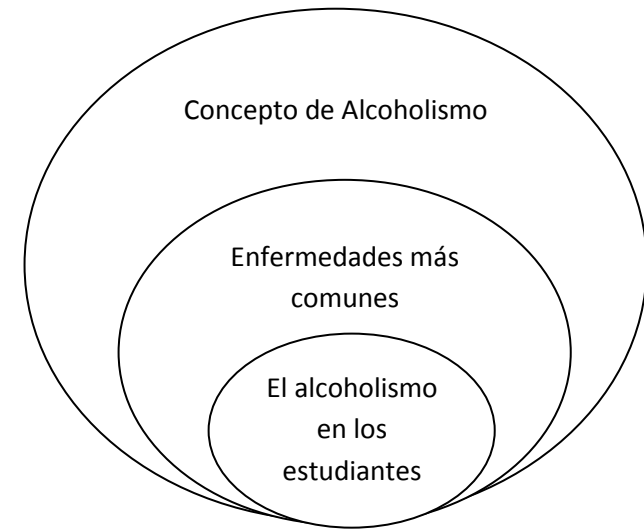 Concepto de Alcoholismo
Enfermedades más
comunes
El alcoholismo
en los
estudiantes